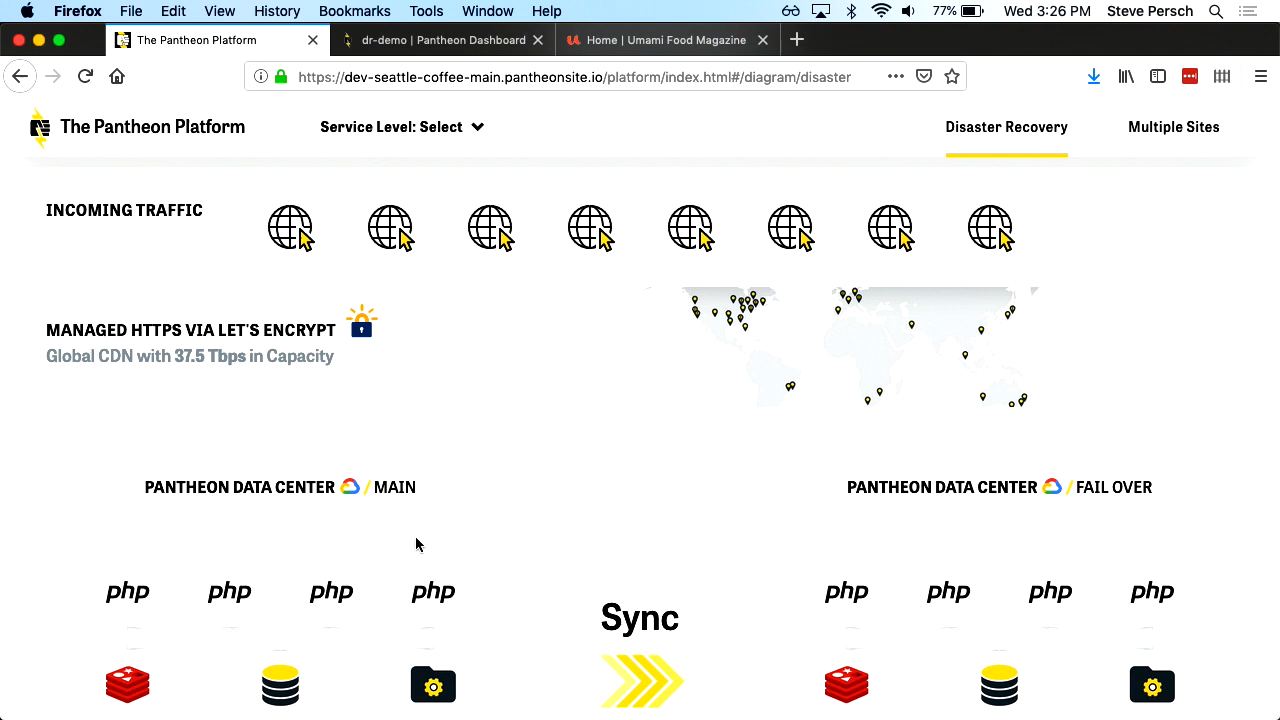 Firefox File Edit View History Bookmarks Tools Window Help 77% Wed 3:26 PM Steve Persch
The Pantheon Platform dr-demo | Pantheon Dashboard Home | Umami Food Magazine
https://dev-seattle-coffee-main.pantheonsite.io/platform/index.html#/diagram/disaster
The Pantheon Platform Service Level: Select Disaster Recovery Multiple Sites
INCOMING TRAFFIC
MANAGED HTTPS VIA LET'S ENCRYPT
Global CDN with 37.5 Tbps in Capacity
PANTHEON DATA CENTER / MAIN PANTHEON DATA CENTER / FAIL OVER
php php php php php php php php
Sync